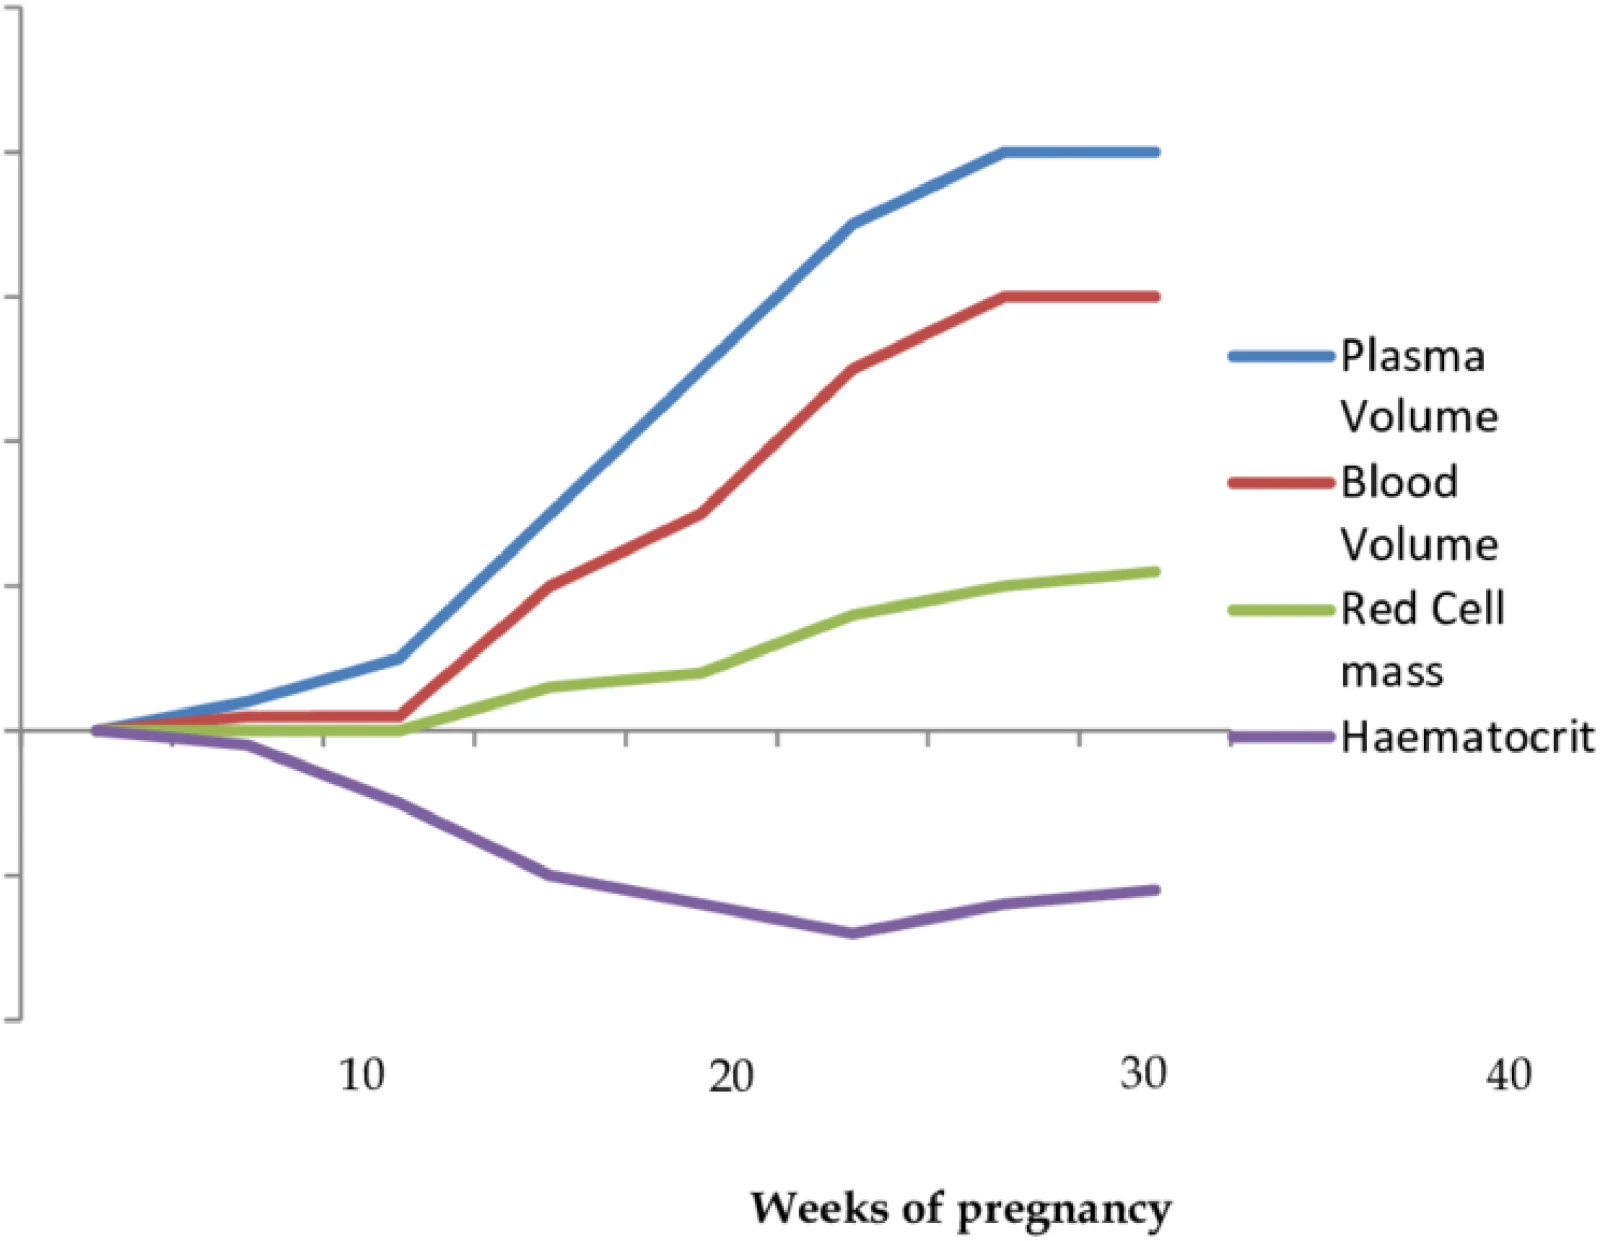 Plasma
Volume
Blood
Volume
Red Cell
mass
Haematocrit
10 20 30 40
Weeks of pregnancy